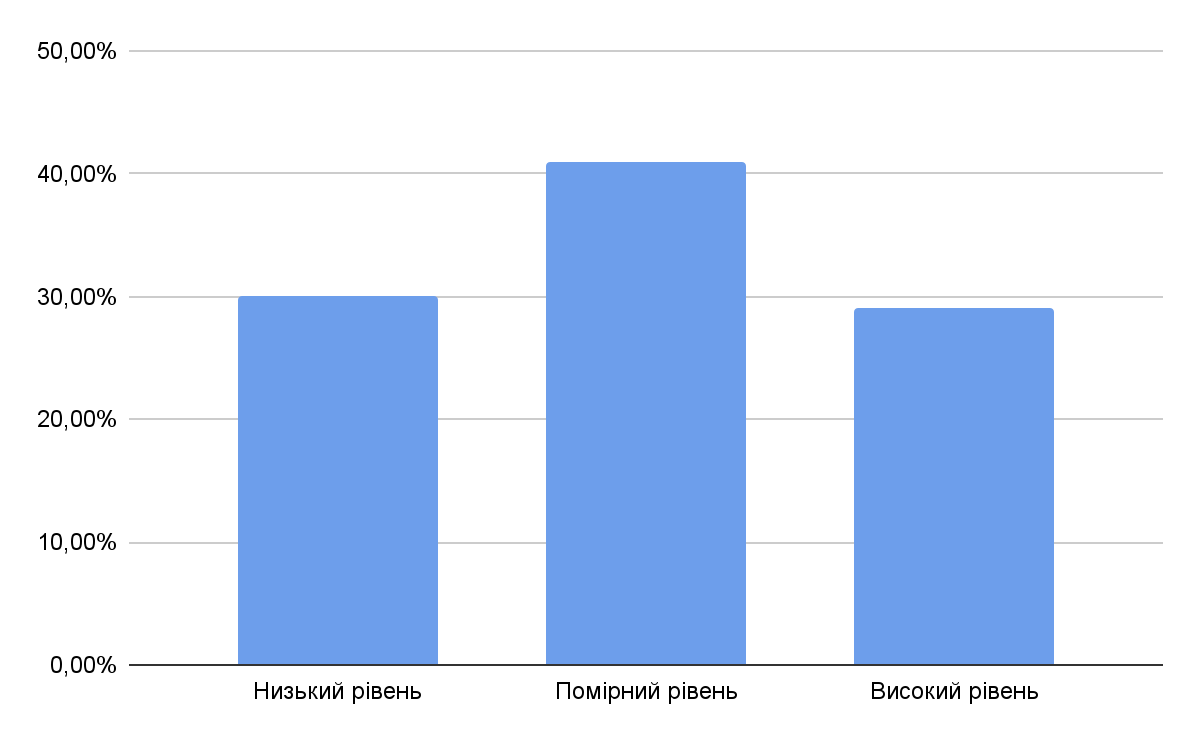 50,00%
40,00%
30,00%
20,00%
10,00%
0,00%
Низький рівень
Помірний рівень
Високий рівень